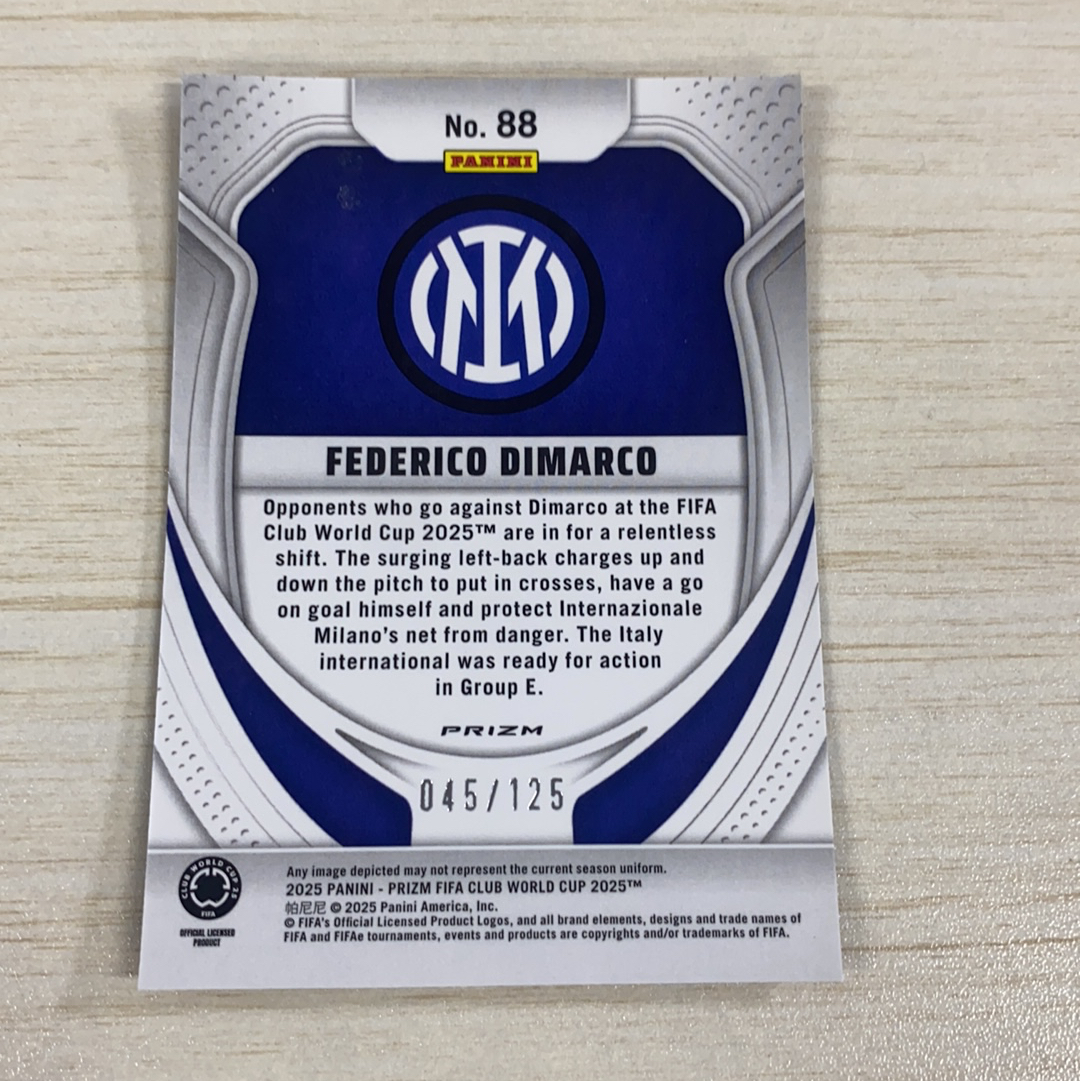 No. 88
PANINI
FEDERICO DIMARCO
Opponents who go against Dimarco at the FIFA
Club World Cup 2025™ are in for a relentless
shift. The surging left-back charges up and
down the pitch to put in crosses, have a go
on goal himself and protect Internazionale
Milano's net from danger. The Italy
international was ready for action
in Group E.
PRIZM
045/125
CLUB WORLD CUP 25
FIFA
OFFICIAL LICENSED
PRODUCT
Any image depicted may not represent the current season uniform.
2025 PANINI - PRIZM FIFA CLUB WORLD CUP 2025™
帕尼尼 © 2025 Panini America, Inc.
© FIFA's Official Licensed Product Logos, and all brand elements, designs and trade names of
FIFA and FIFAe tournaments, events and products are copyrights and/or trademarks of FIFA.